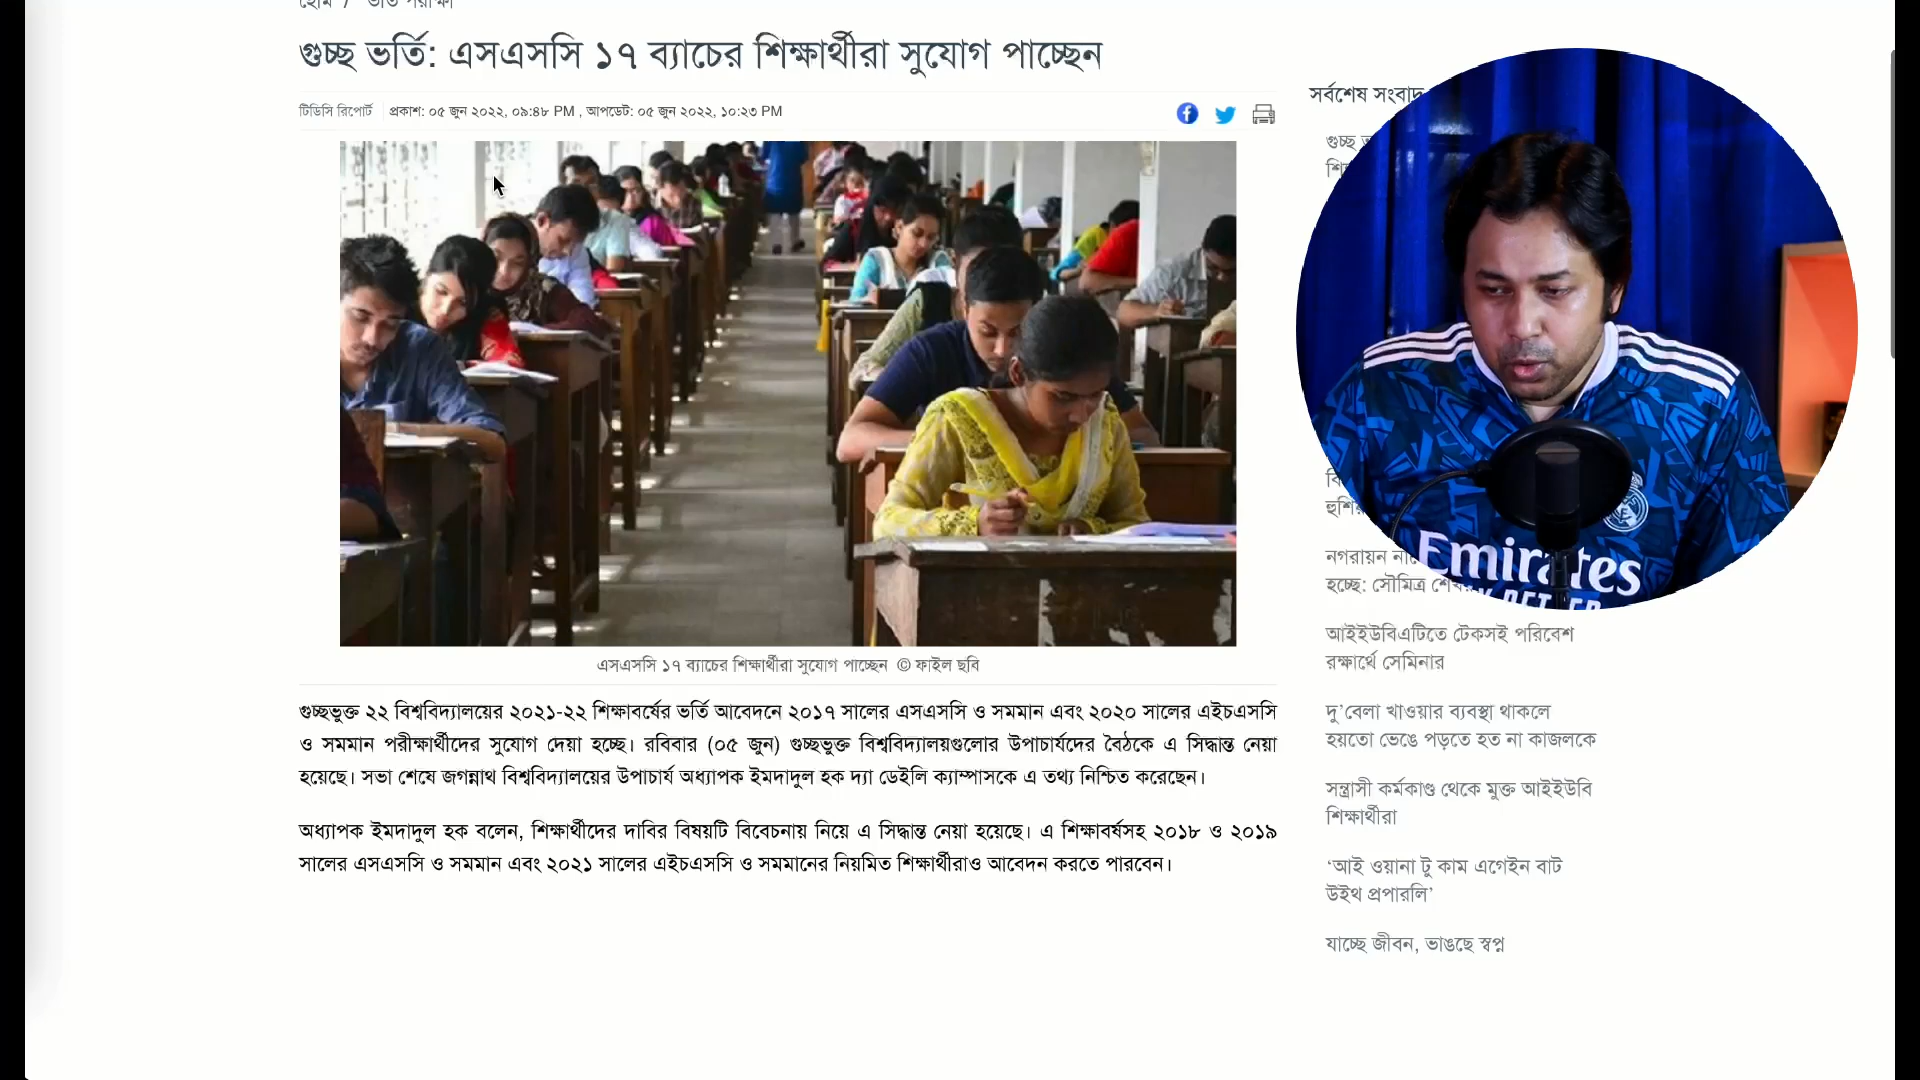 হোম / ভর্তি পরীক্ষা
গুচ্ছ ভর্তি: এসএসসি ১৭ ব্যাচের শিক্ষার্থীরা সুযোগ পাচ্ছেন
টিডিসি রিপোর্ট প্রকাশ: ০৫ জুন ২০২২, ০৯:৪৮ PM , আপডেট: ০৫ জুন ২০২২, ১০:২৩ PM
এসএসসি ১৭ ব্যাচের শিক্ষার্থীরা সুযোগ পাচ্ছেন © ফাইল ছবি
গুচ্ছভুক্ত ২২ বিশ্ববিদ্যালয়ের ২০২১-২২ শিক্ষাবর্ষের ভর্তি আবেদনে ২০১৭ সালের এসএসসি ও সমমান এবং ২০২০ সালের এইচএসসি
ও সমমান পরীক্ষার্থীদের সুযোগ দেয়া হচ্ছে। রবিবার (০৫ জুন) গুচ্ছভুক্ত বিশ্ববিদ্যালয়গুলোর উপাচার্যদের বৈঠকে এ সিদ্ধান্ত নেয়া
হয়েছে। সভা শেষে জগন্নাথ বিশ্ববিদ্যালয়ের উপাচার্য অধ্যাপক ইমদাদুল হক দ্যা ডেইলি ক্যাম্পাসকে এ তথ্য নিশ্চিত করেছেন।
অধ্যাপক ইমদাদুল হক বলেন, শিক্ষার্থীদের দাবির বিষয়টি বিবেচনায় নিয়ে এ সিদ্ধান্ত নেয়া হয়েছে। এ শিক্ষাবর্ষসহ ২০১৮ ও ২০১৯
সালের এসএসসি ও সমমান এবং ২০২১ সালের এইচএসসি ও সমমানের নিয়মিত শিক্ষার্থীরাও আবেদন করতে পারবেন।
সর্বশেষ সংবাদ
গুচ্ছ
নগরায়ন
হচ্ছে: সৌমিত্র
আইইউবিএটিতে টেকসই পরিবেশ
রক্ষার্থে সেমিনার
দু’বেলা খাওয়ার ব্যবস্থা থাকলে
হয়তো ভেঙে পড়তে হত না কাজলকে
সন্ত্রাসী কর্মকাণ্ড থেকে মুক্ত আইইউবি
শিক্ষার্থীরা
‘আই ওয়ানা টু কাম এগেইন বাট
উইথ প্রপারলি’
যাচ্ছে জীবন, ভাঙছে স্বপ্ন
Emirates